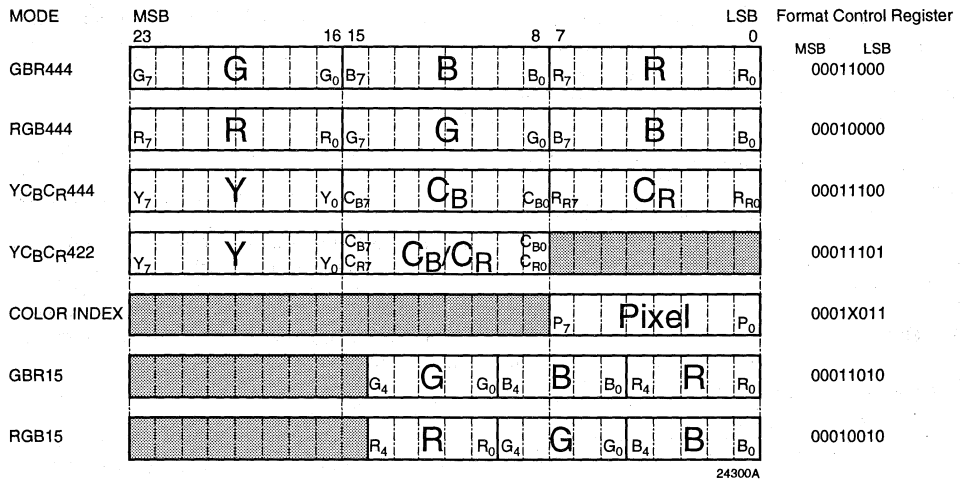 MODE MSB LSB Format Control Register
23 16 15 8 7 0 MSB LSB
GBR444 G7 G G0 B7 B B0 R7 R R0 00011000
RGB444 R7 R R0 G7 G G0 B7 B B0 00010000
YCBCR444 Y7 Y Y0 CB7 CB CB0 RR7 CR RR0 00011100
YCBCR422 Y7 Y Y0 CB7 CR7 CB/CR CB0 CR0 00011101
COLOR INDEX P7 Pixel P0 0001X011
GBR15 G4 G G0 B4 B B0 R4 R R0 00011010
RGB15 R4 R R0 G4 G G0 B4 B B0 00010010
24300A